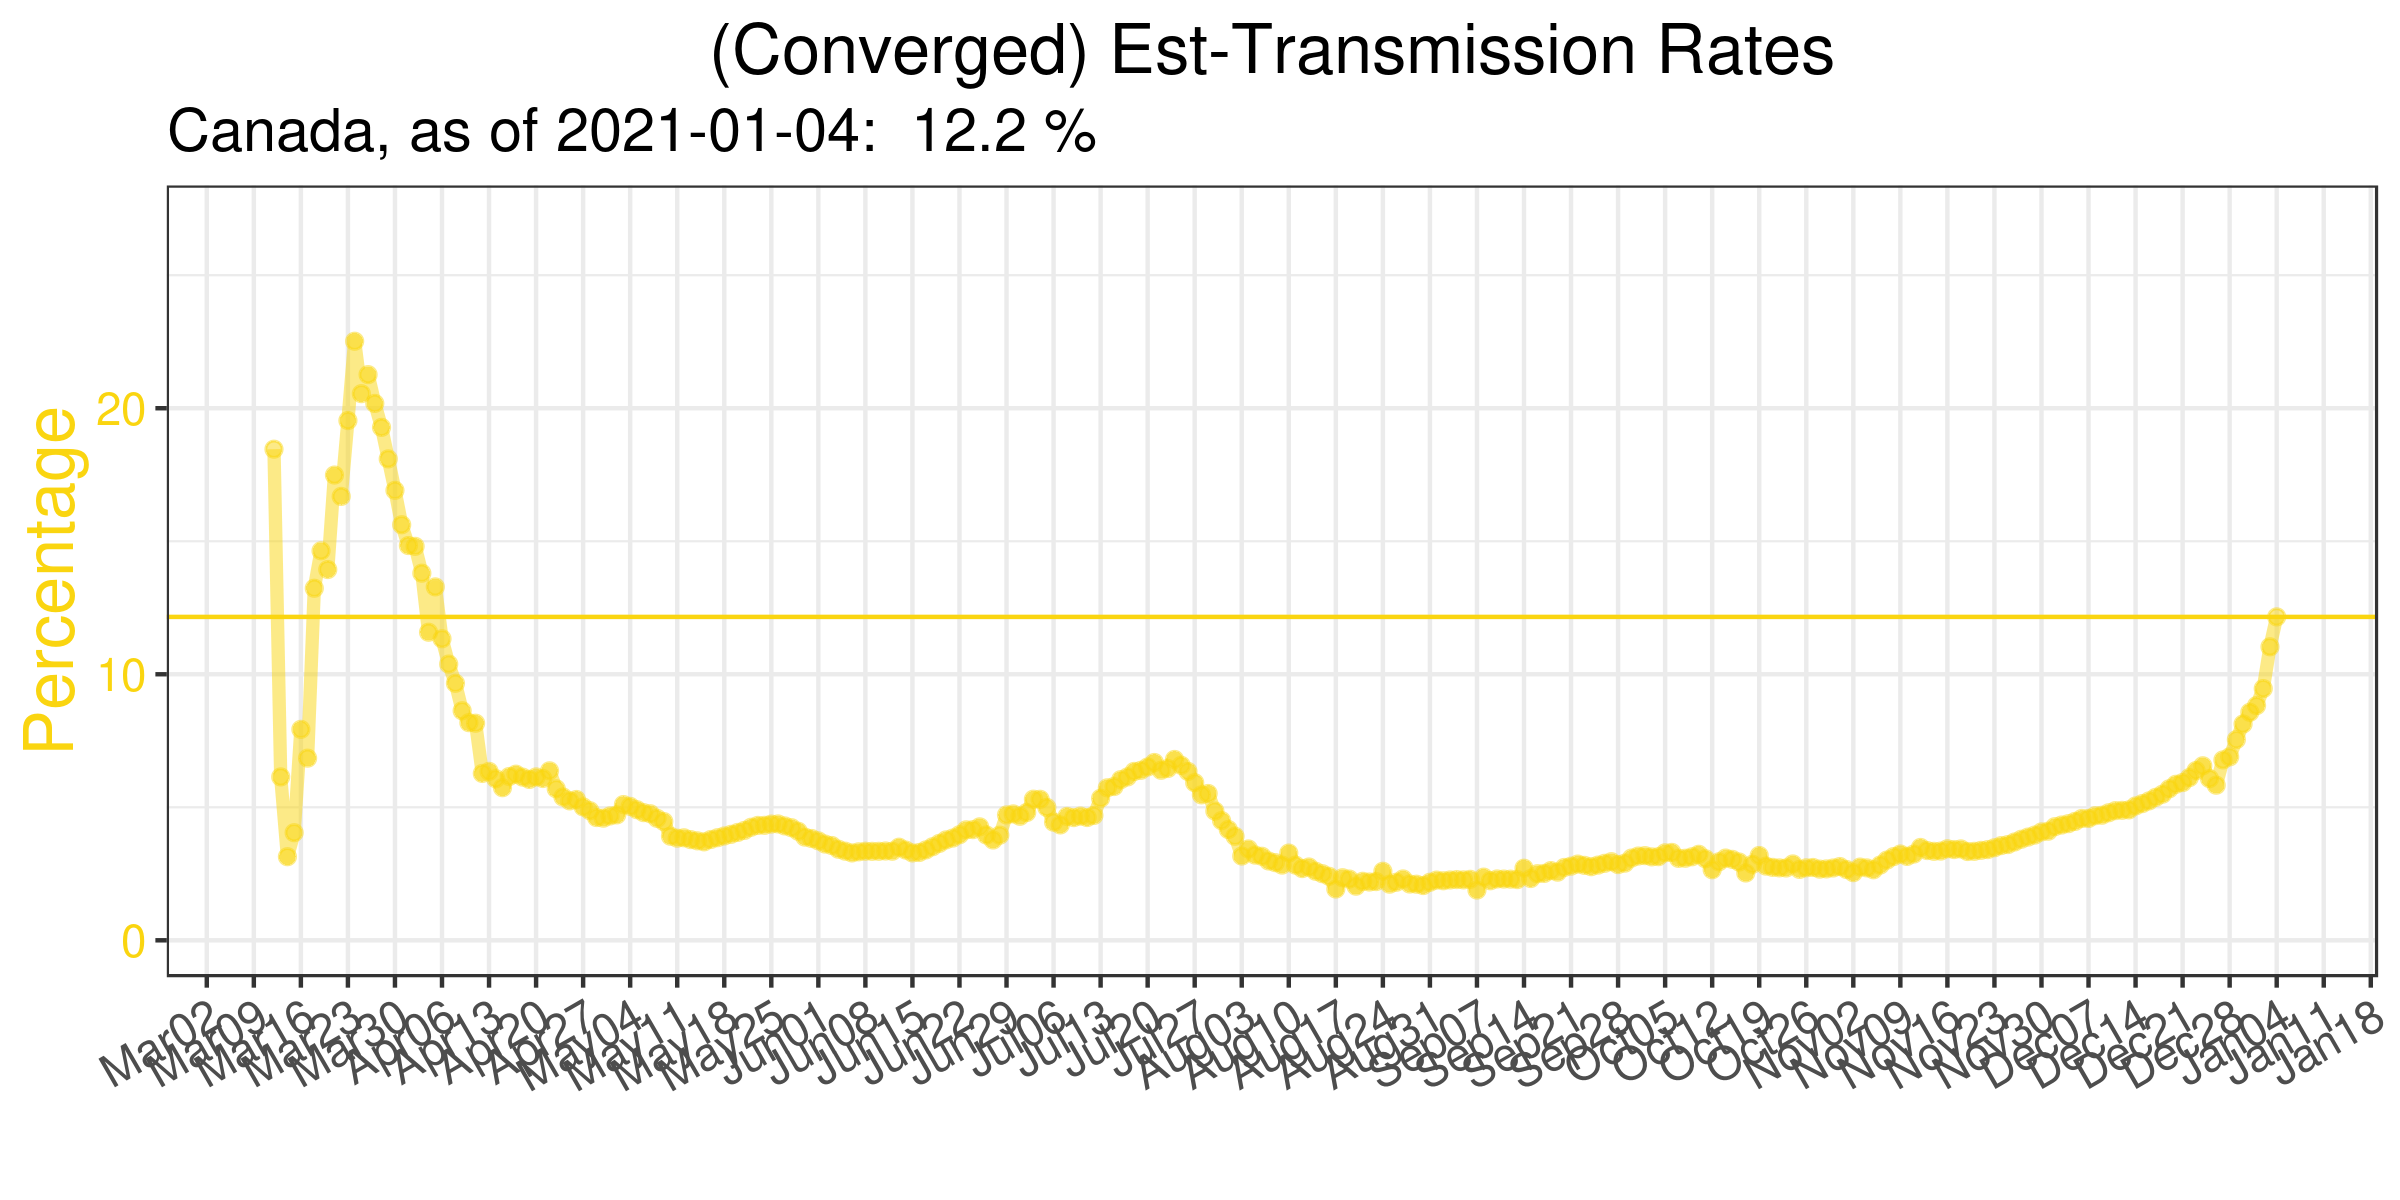 (Converged) Est-Transmission Rates
Canada, as of 2021-01-04:  12.2 %
Percentage
20
10
0
Mar02
Mar09
Mar16
Mar23
Mar30
Apr06
Apr13
Apr20
Apr27
May04
May11
May18
May25
Jun01
Jun08
Jun15
Jun22
Jun29
Jul06
Jul13
Jul20
Jul27
Aug03
Aug10
Aug17
Aug24
Aug31
Sep07
Sep14
Sep21
Sep28
Oct05
Oct12
Oct19
Oct26
Nov02
Nov09
Nov16
Nov23
Nov30
Dec07
Dec14
Dec21
Dec28
Jan04
Jan11
Jan18